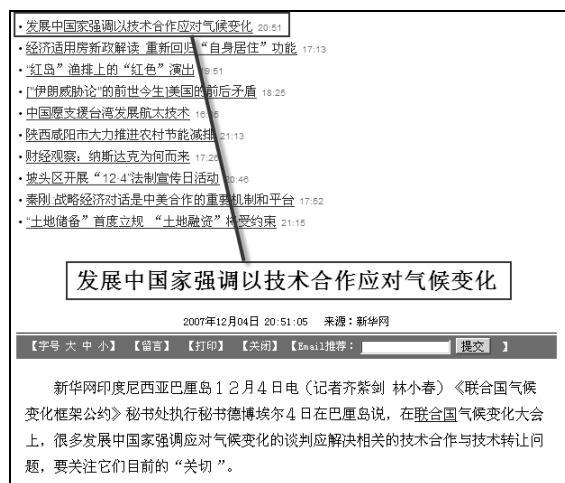 · 发展中国家强调以技术合作应对气候变化 20:51
· 经济适用房新政解读 重新回归“自身居住”功能 17:13
· “红岛”渔排上的“红色”演出 19:51
· [“伊朗威胁论”的前世今生]美国的前后矛盾 18:25
· 中国愿支援台湾发展航太技术
· 陕西咸阳市大力推进农村节能减排 21:13
· 财经观察：纳斯达克为何而来 17:26
· 坡头区开展“12·4”法制宣传日活动 20:46
· 秦刚:战略经济对话是中美合作的重要机制和平台 17:52
· “土地储备”首度立规 “土地融资”将受约束 21:15
发展中国家强调以技术合作应对气候变化
2007年12月04日 20:51:05 来源：新华网
【字号 大 中 小】 【留言】 【打印】 【关闭】 【Email推荐： 提交 】
新华网印度尼西亚巴厘岛１２月４日电（记者齐紫剑 林小春）《联合国气候
变化框架公约》秘书处执行秘书德博埃尔４日在巴厘岛说，在联合国气候变化大会
上，很多发展中国家强调应对气候变化的谈判应解决相关的技术合作与技术转让问
题，要关注它们目前的“关切 ”。